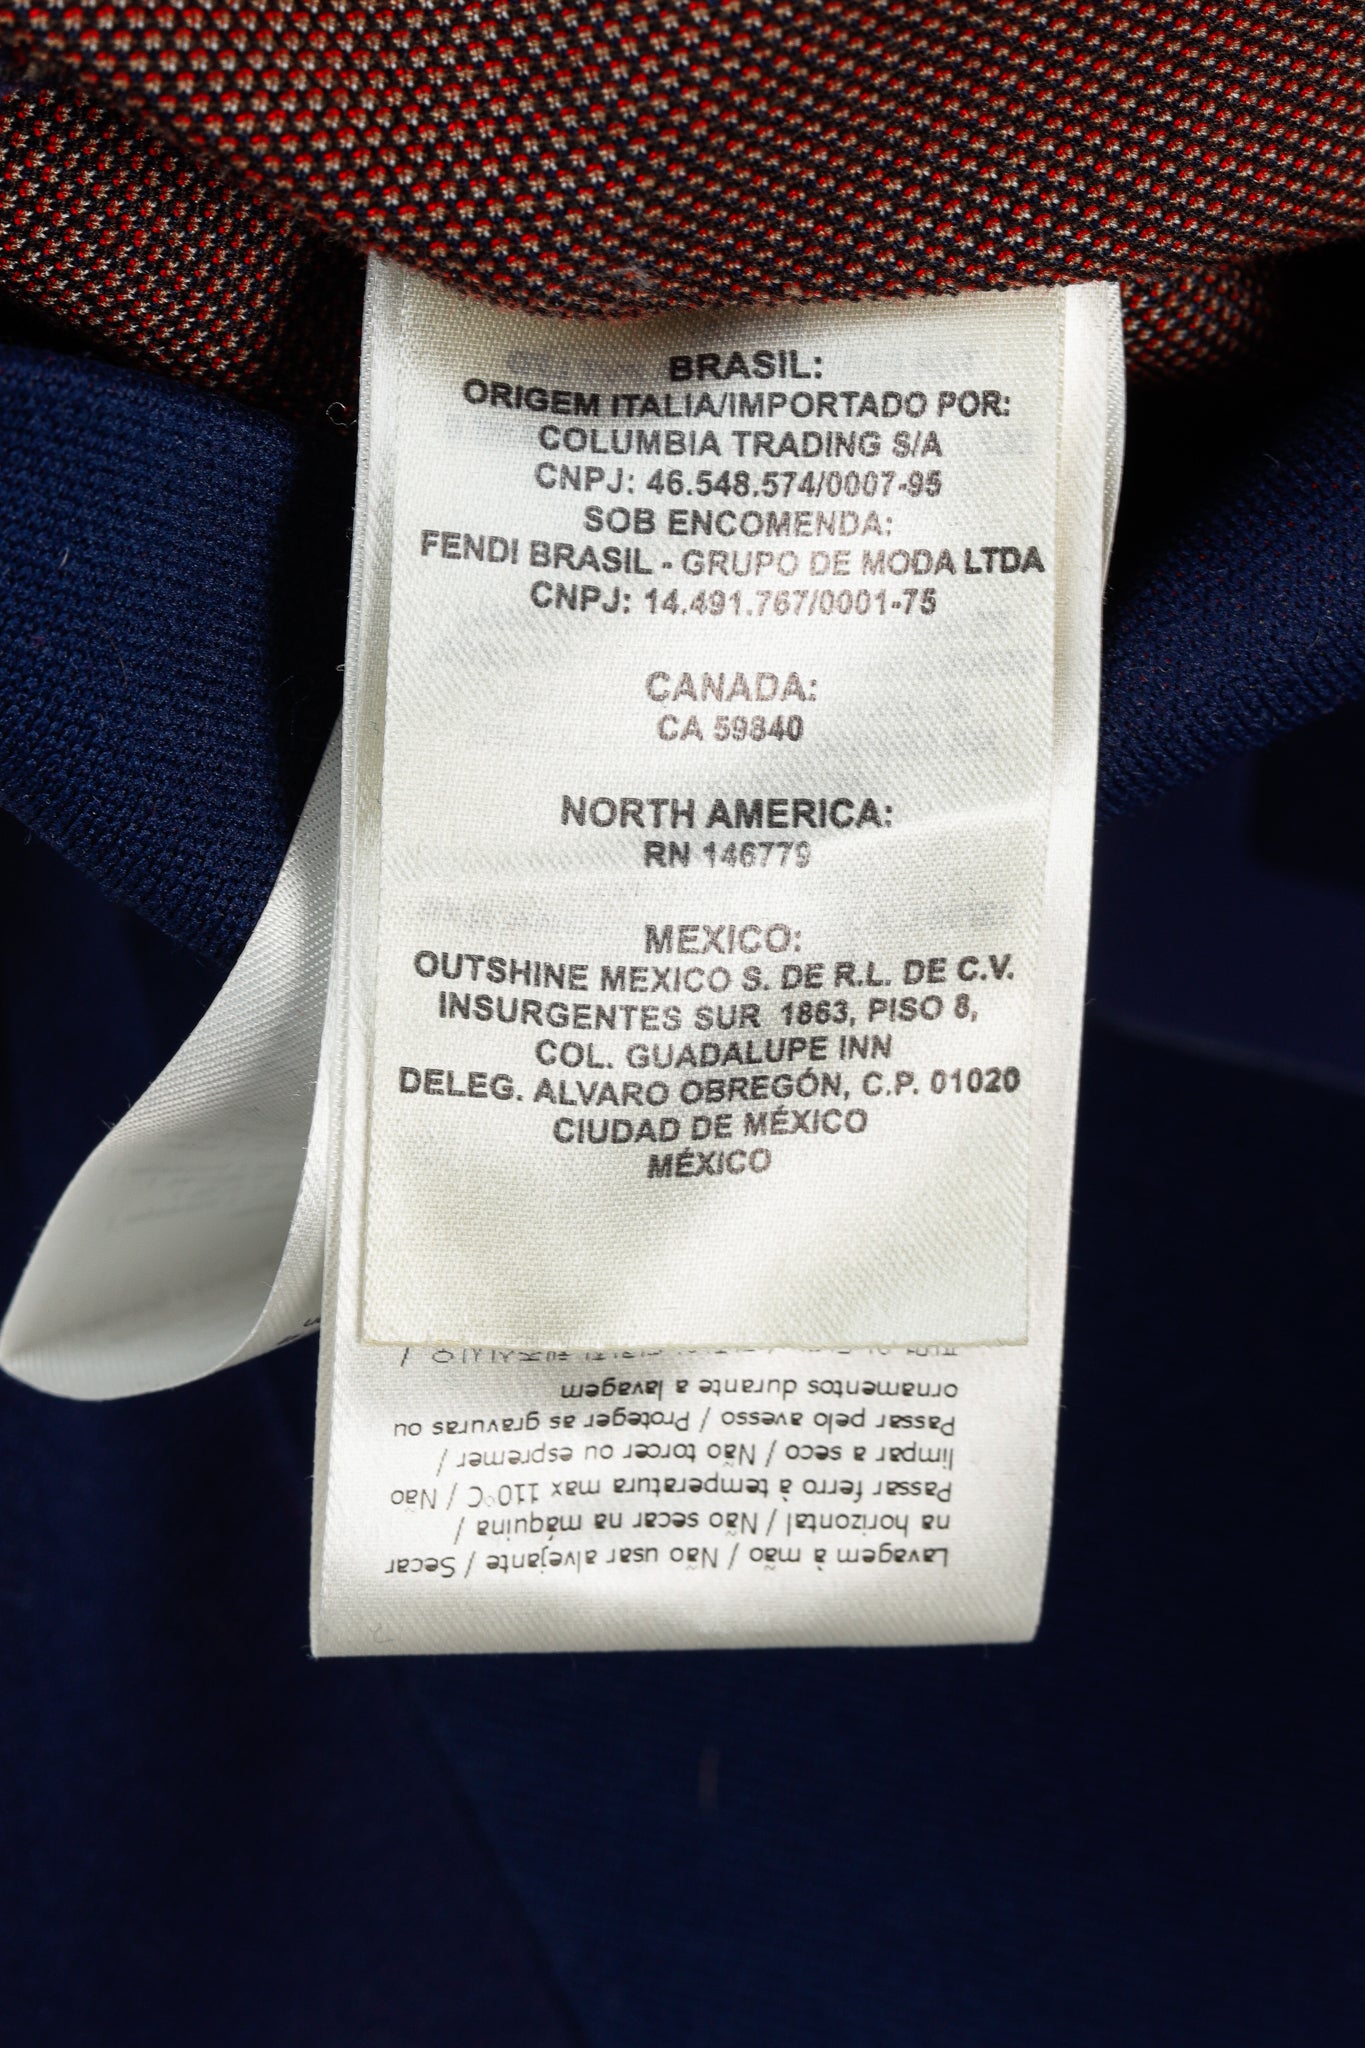 BRASIL:
ORIGEM ITALIA/IMPORTADO POR:
COLUMBIA TRADING S/A
CNPJ: 46.548.574/0007-95
SOB ENCOMENDA:
FENDI BRASIL - GRUPO DE MODA LTDA
CNPJ: 14.491.767/0001-75
CANADA:
CA 59840
NORTH AMERICA:
RN 146779
MEXICO:
OUTSHINE MEXICO S. DE R.L. DE C.V.
INSURGENTES SUR 1863, PISO 8,
COL. GUADALUPE INN
DELEG. ALVARO OBREGÓN, C.P. 01020
CIUDAD DE MÉXICO
MÉXICO
Lavagem à mão / Não usar alvejante / Secar
na horizontal / Não secar na máquina /
Passar ferro à temperatura max 110°C / Não
limpar a seco / Não torcer ou espremer /
Passar pelo avesso / Proteger as gravuras ou
ornamentos durante a lavagem